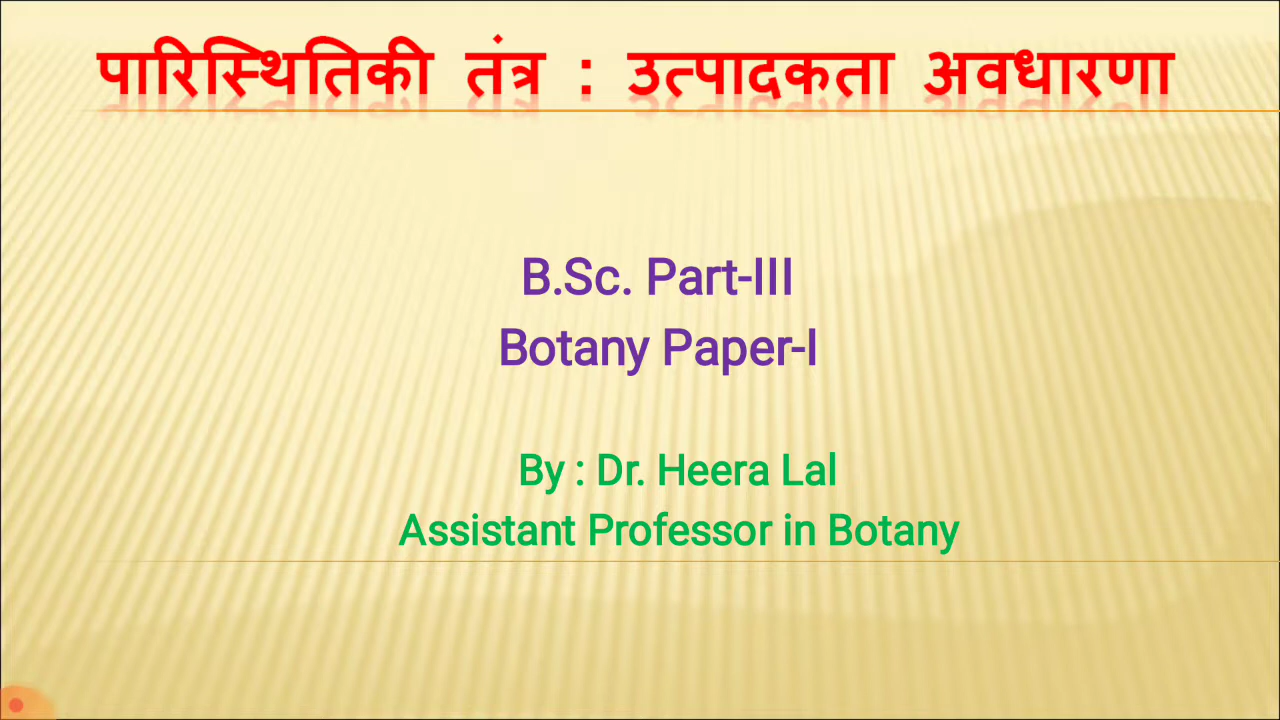 पारिस्थितिकी तंत्र : उत्पादकता अवधारणा
B.Sc. Part-III
Botany Paper-I
By : Dr. Heera Lal
Assistant Professor in Botany